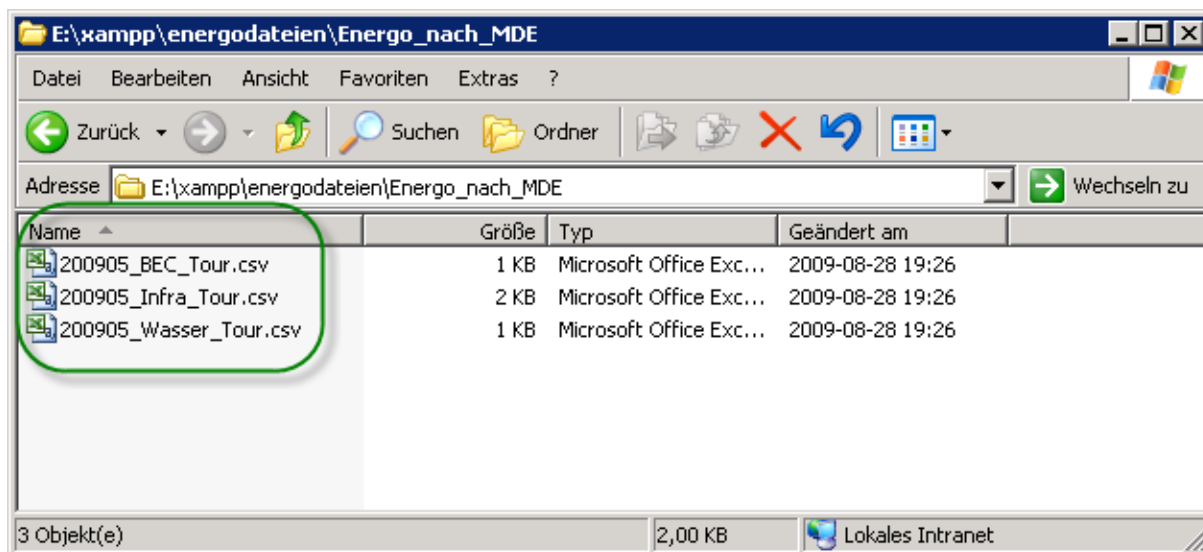 E:\xampp\energodateien\Energo_nach_MDE
Datei Bearbeiten Ansicht Favoriten Extras ?
Zurück Suchen Ordner
Adresse E:\xampp\energodateien\Energo_nach_MDE Wechseln zu
Name Größe Typ Geändert am
200905_BEC_Tour.csv 1 KB Microsoft Office Exc... 2009-08-28 19:26
200905_Infra_Tour.csv 2 KB Microsoft Office Exc... 2009-08-28 19:26
200905_Wasser_Tour.csv 1 KB Microsoft Office Exc... 2009-08-28 19:26
3 Objekt(e) 2,00 KB Lokales Intranet